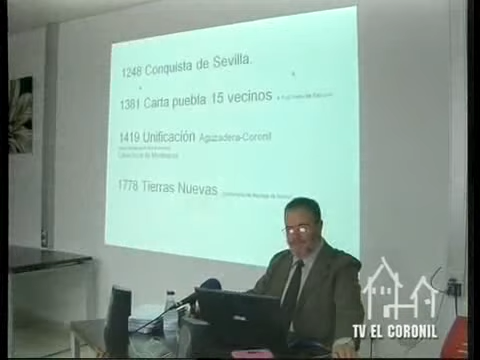 1248 Conquista de Sevilla.
1381 Carta puebla 15 vecinos
1419 Unificación Aguzadera-Coronil
1778 Tierras Nuevas
TV EL CORONIL